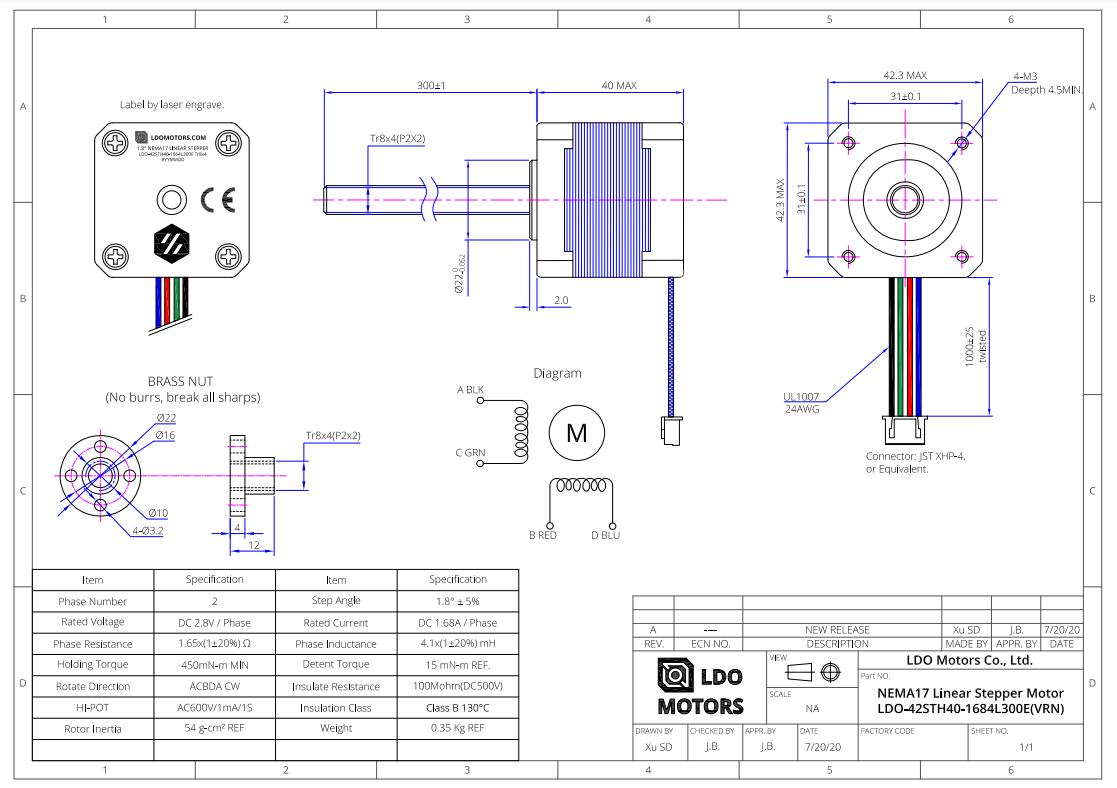 1 2 3 4 5 6
A
B
C
D
A
B
C
D
Label by laser engrave.
LDOMOTORS.COM
1.8° NEMA17 LINEAR STEPPER
LDO-42STH40-1684L300E Tr8x4
#YYMMDD
CE
300±1
40 MAX
Tr8x4(P2X2)
Ø22 0 -0.052
2.0
42.3 MAX
31±0.1
4-M3
Deepth 4.5MIN.
42.3 MAX
31±0.1
1000±25
twisted
UL1007
24AWG
Connector: JST XHP-4,
or Equivalent.
BRASS NUT
(No burrs, break all sharps)
Ø22
Ø16
Ø10
4-Ø3.2
Tr8x4(P2x2)
4
12
Diagram
A BLK
C GRN
M
B RED D BLU
Item Specification Item Specification
Phase Number 2 Step Angle 1.8° ± 5%
Rated Voltage DC 2.8V / Phase Rated Current DC 1.68A / Phase
Phase Resistance 1.65x(1±20%) Ω Phase Inductance 4.1x(1±20%) mH
Holding Torque 450mN-m MIN Detent Torque 15 mN-m REF.
Rotate Direction ACBDA CW Insulate Resistance 100Mohm(DC500V)
HI-POT AC600V/1mA/1S Insulation Class Class B 130°C
Rotor Inertia 54 g-cm² REF Weight 0.35 Kg REF
A --- NEW RELEASE Xu SD J.B. 7/20/20
REV. ECN NO. DESCRIPTION MADE BY APPR. BY DATE
LDO
MOTORS
VIEW
SCALE
NA
LDO Motors Co., Ltd.
Part NO.
NEMA17 Linear Stepper Motor
LDO-42STH40-1684L300E(VRN)
DRAWN BY CHECKED BY APPR. BY DATE FACTORY CODE SHEET NO.
Xu SD J.B. J.B. 7/20/20 1/1
1 2 3 4 5 6